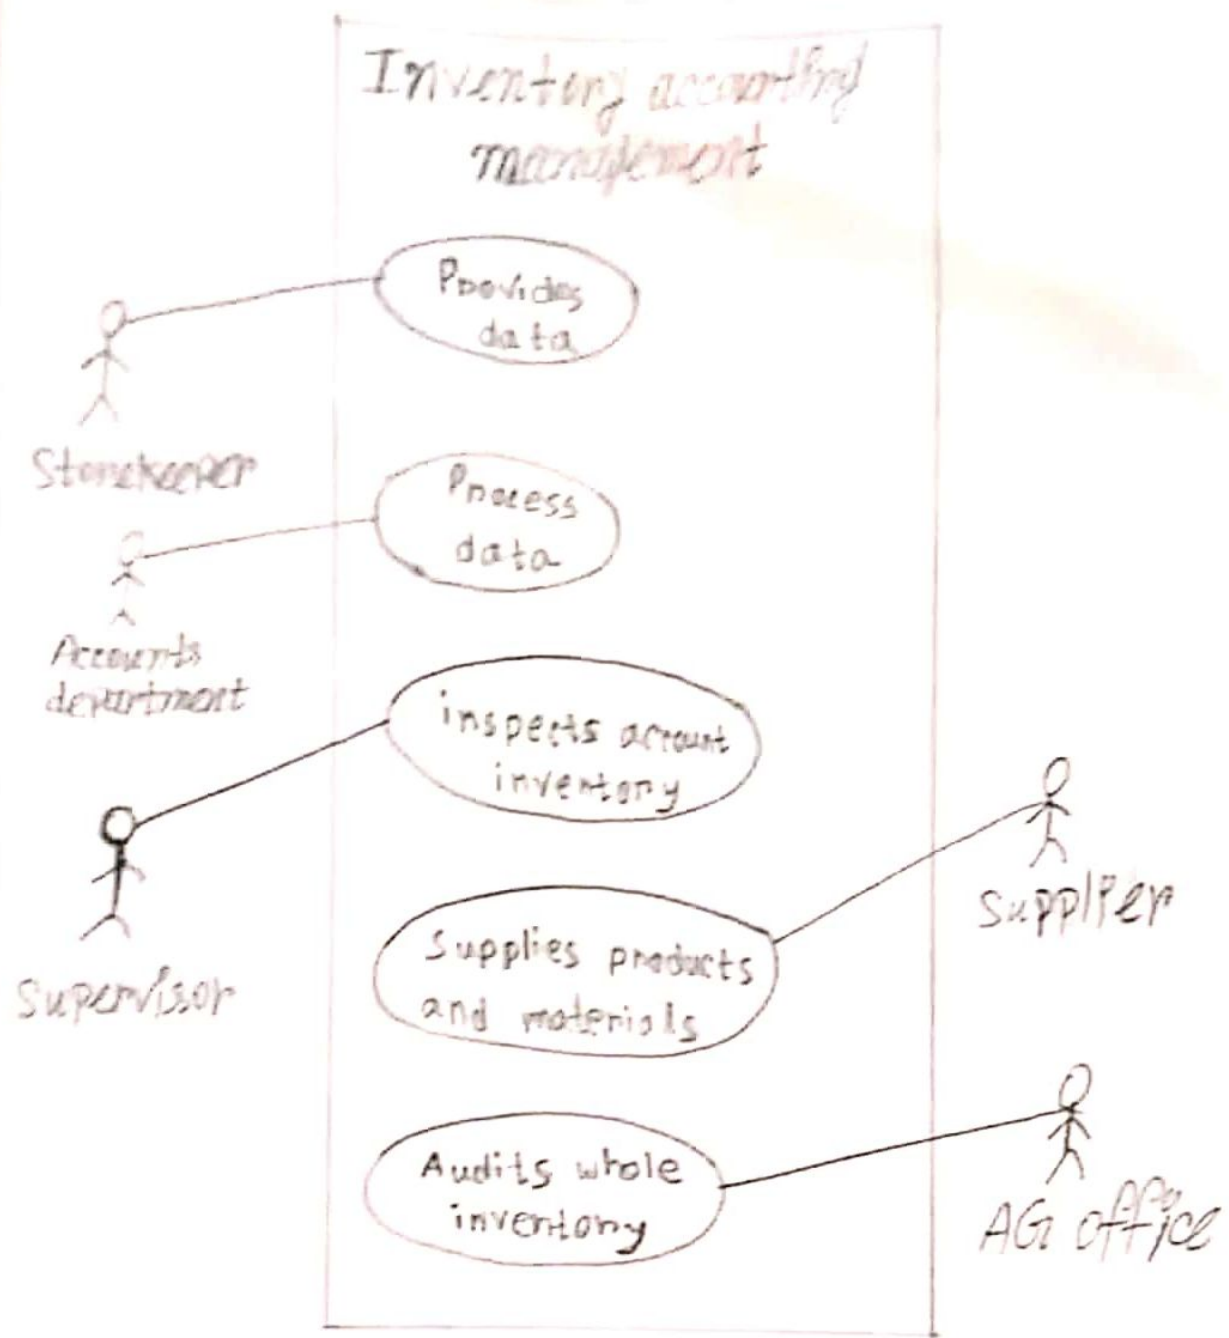 Inventory accounting
management
Provides
data
Storekeeper
Process
data
Accounts
department
inspects account
inventory
Supervisor
Supplier
Supplies products
and materials
Audits whole
inventory
AG office